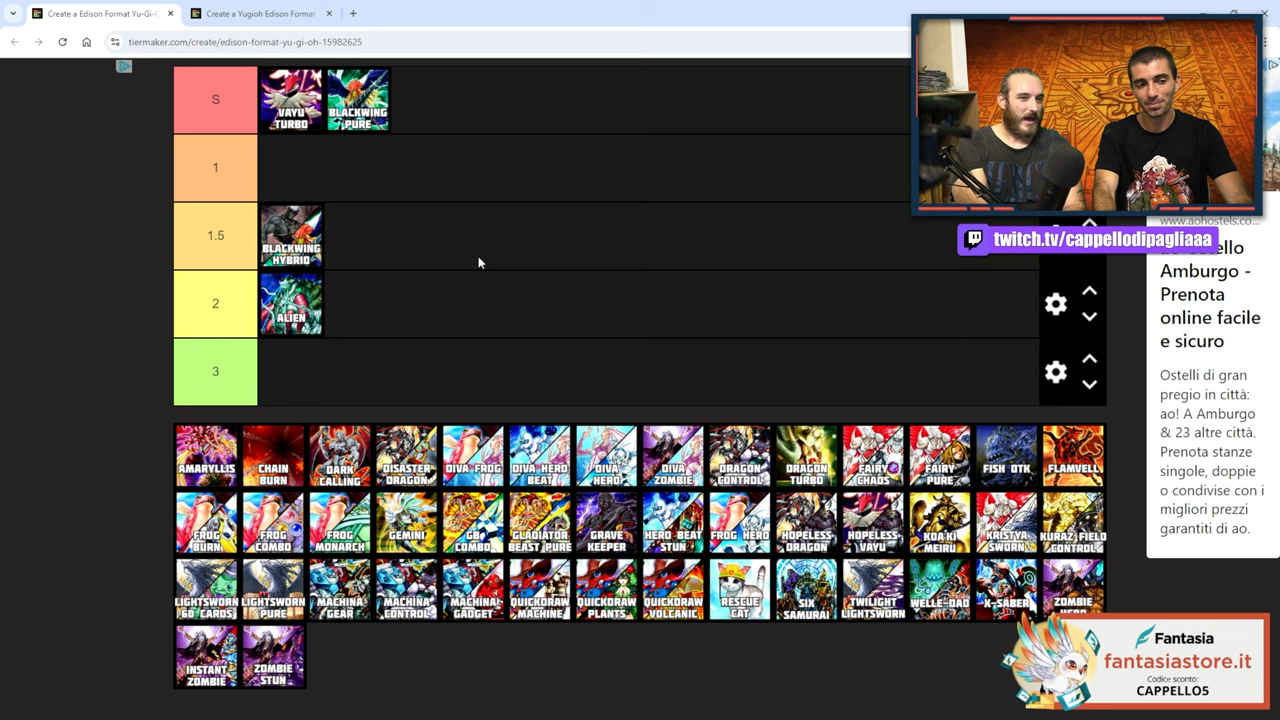 Create a Edison Format Yu-Gi-O
Create a Yugioh Edison Format
tiermaker.com/create/edison-format-yu-gi-oh-15982625
S
VAYU TURBO
BLACKWING PURE
1
1.5
BLACKWING HYBRID
2
ALIEN
3
twitch.tv/cappellodipagliaaa
www.aohostels.co...
Ostello
Amburgo -
Prenota
online facile
e sicuro
Ostelli di gran
pregio in città:
ao! A Amburgo
& 23 altre città.
Prenota stanze
singole, doppie
o condivise con i
migliori prezzi
garantiti di ao.
AMARYLLIS
CHAIN BURN
DARK CALLING
DISASTER DRAGON
DIVA FROG
DIVA HERO BEAT
DIVA HERO
DIVA ZOMBIE
DRAGON CONTROL
DRAGON TURBO
FAIRY CHAOS
FAIRY PURE
FISH OTK
FLAMVELL
FROG BURN
FROG COMBO
FROG MONARCH
GEMINI
GB COMBO
GLADIATOR BEAST PURE
GRAVE KEEPER
HERO BEAT STUN
FROG HERO
HOPELESS DRAGON
HOPELESS VAYU
KOA'KI MEIRU
KRISTYA SWORN
KURAZ FIELD CONTROL
LIGHTSWORN 60 CARDS
LIGHTSWORN PURE
MACHINA GEAR
MACHINA CONTROL
MACHINA GADGET
QUICKDRAW MACHINE
QUICKDRAW PLANTS
QUICKDRAW VOLCANIC
RESCUE CAT
SIX SAMURAI
TWILIGHT LIGHTSWORN
WELLE-DAD
X-SABER
ZOMBIE
INSTANT ZOMBIE
ZOMBIE STUN
Fantasia
fantasiastore.it
Codice sconto:
CAPPELLO5